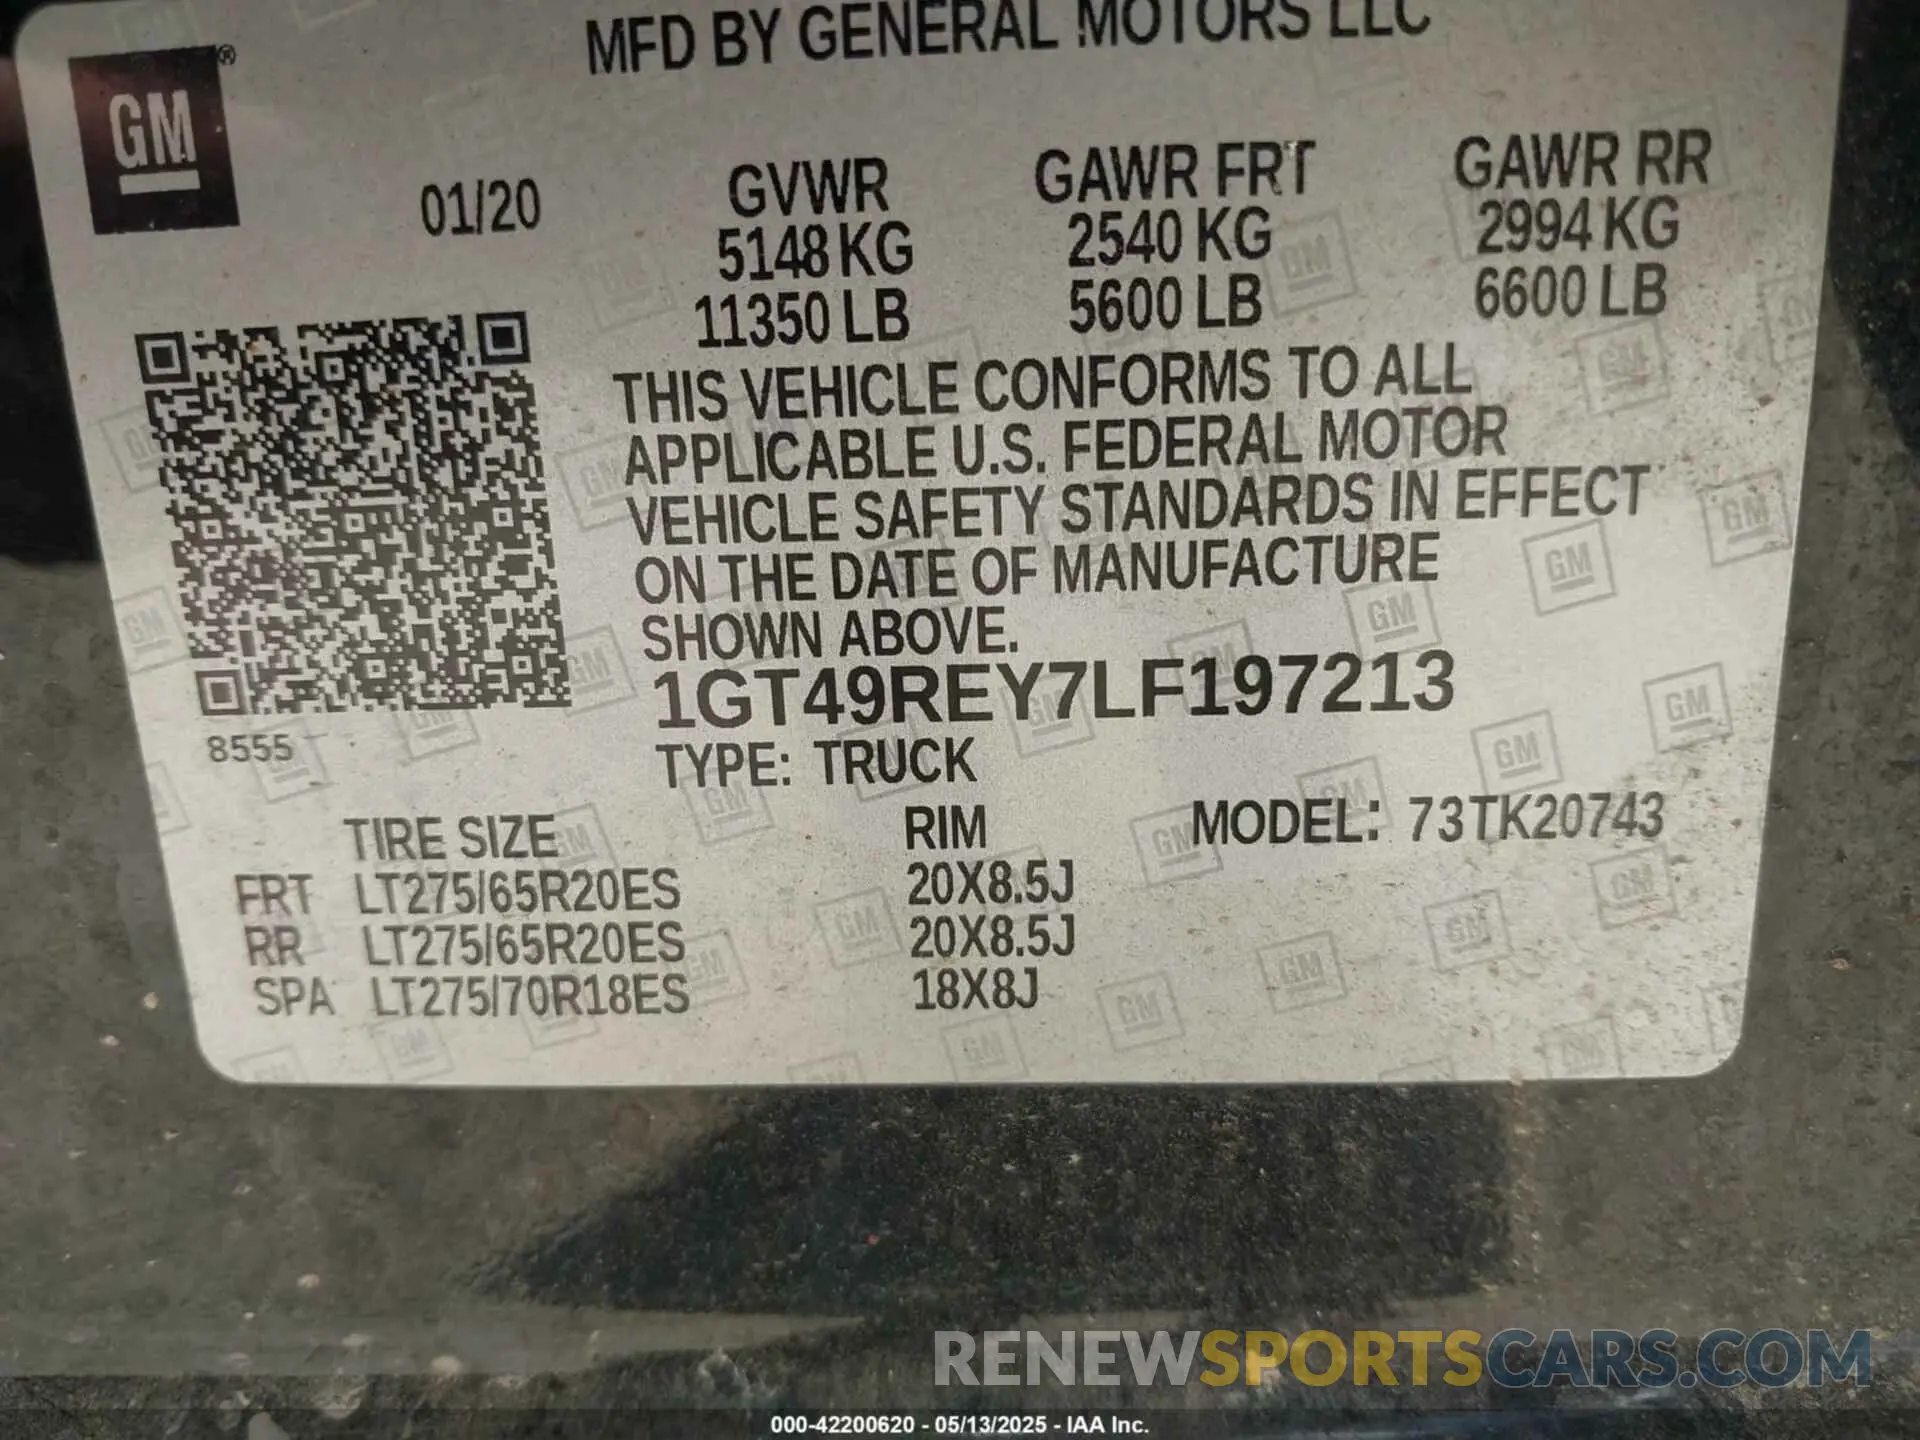 MFD BY GENERAL MOTORS LLC
GM®
01/20
GVWR GAWR FRT GAWR RR
5148 KG 2540 KG 2994 KG
11350 LB 5600 LB 6600 LB
THIS VEHICLE CONFORMS TO ALL
APPLICABLE U.S. FEDERAL MOTOR
VEHICLE SAFETY STANDARDS IN EFFECT
ON THE DATE OF MANUFACTURE
SHOWN ABOVE.
1GT49REY7LF197213
8555
TYPE: TRUCK
TIRE SIZE RIM MODEL: 73TK20743
FRT LT275/65R20ES 20X8.5J
RR LT275/65R20ES 20X8.5J
SPA LT275/70R18ES 18X8J
RENEWSPORTSCARS.COM
000-42200620 - 05/13/2025 - IAA Inc.